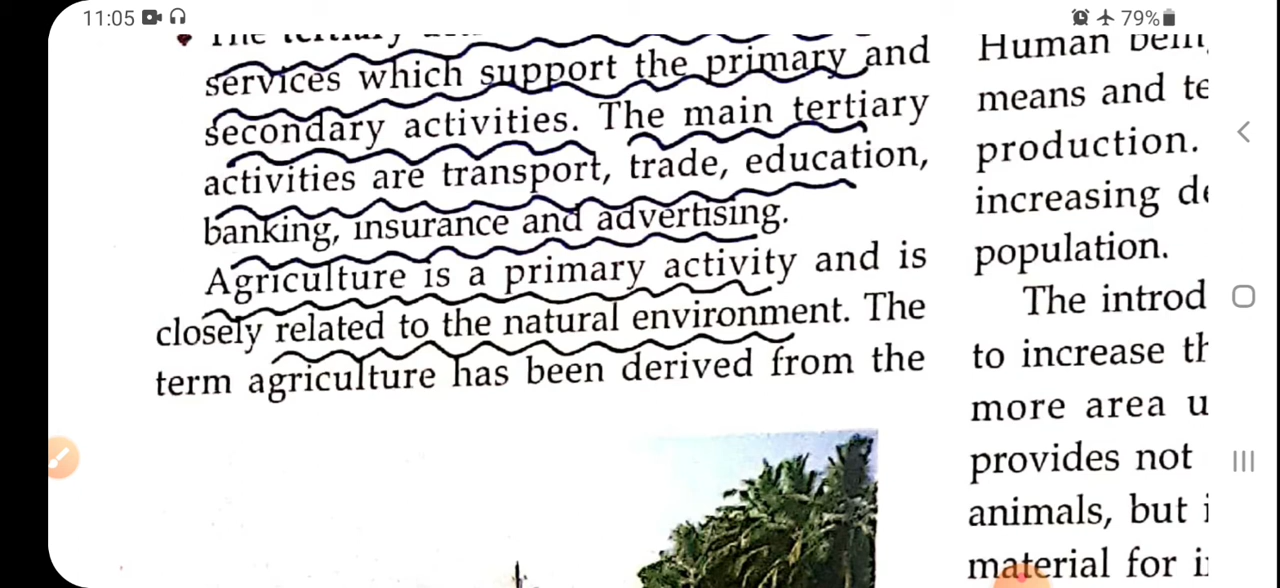 11:05
79%
services which support the primary and
secondary activities. The main tertiary
activities are transport, trade, education,
banking, insurance and advertising.
Agriculture is a primary activity and is
closely related to the natural environment. The
term agriculture has been derived from the
Human
means and te
production.
increasing de
population.
The introd
to increase th
more area u
provides not
animals, but i
material for i